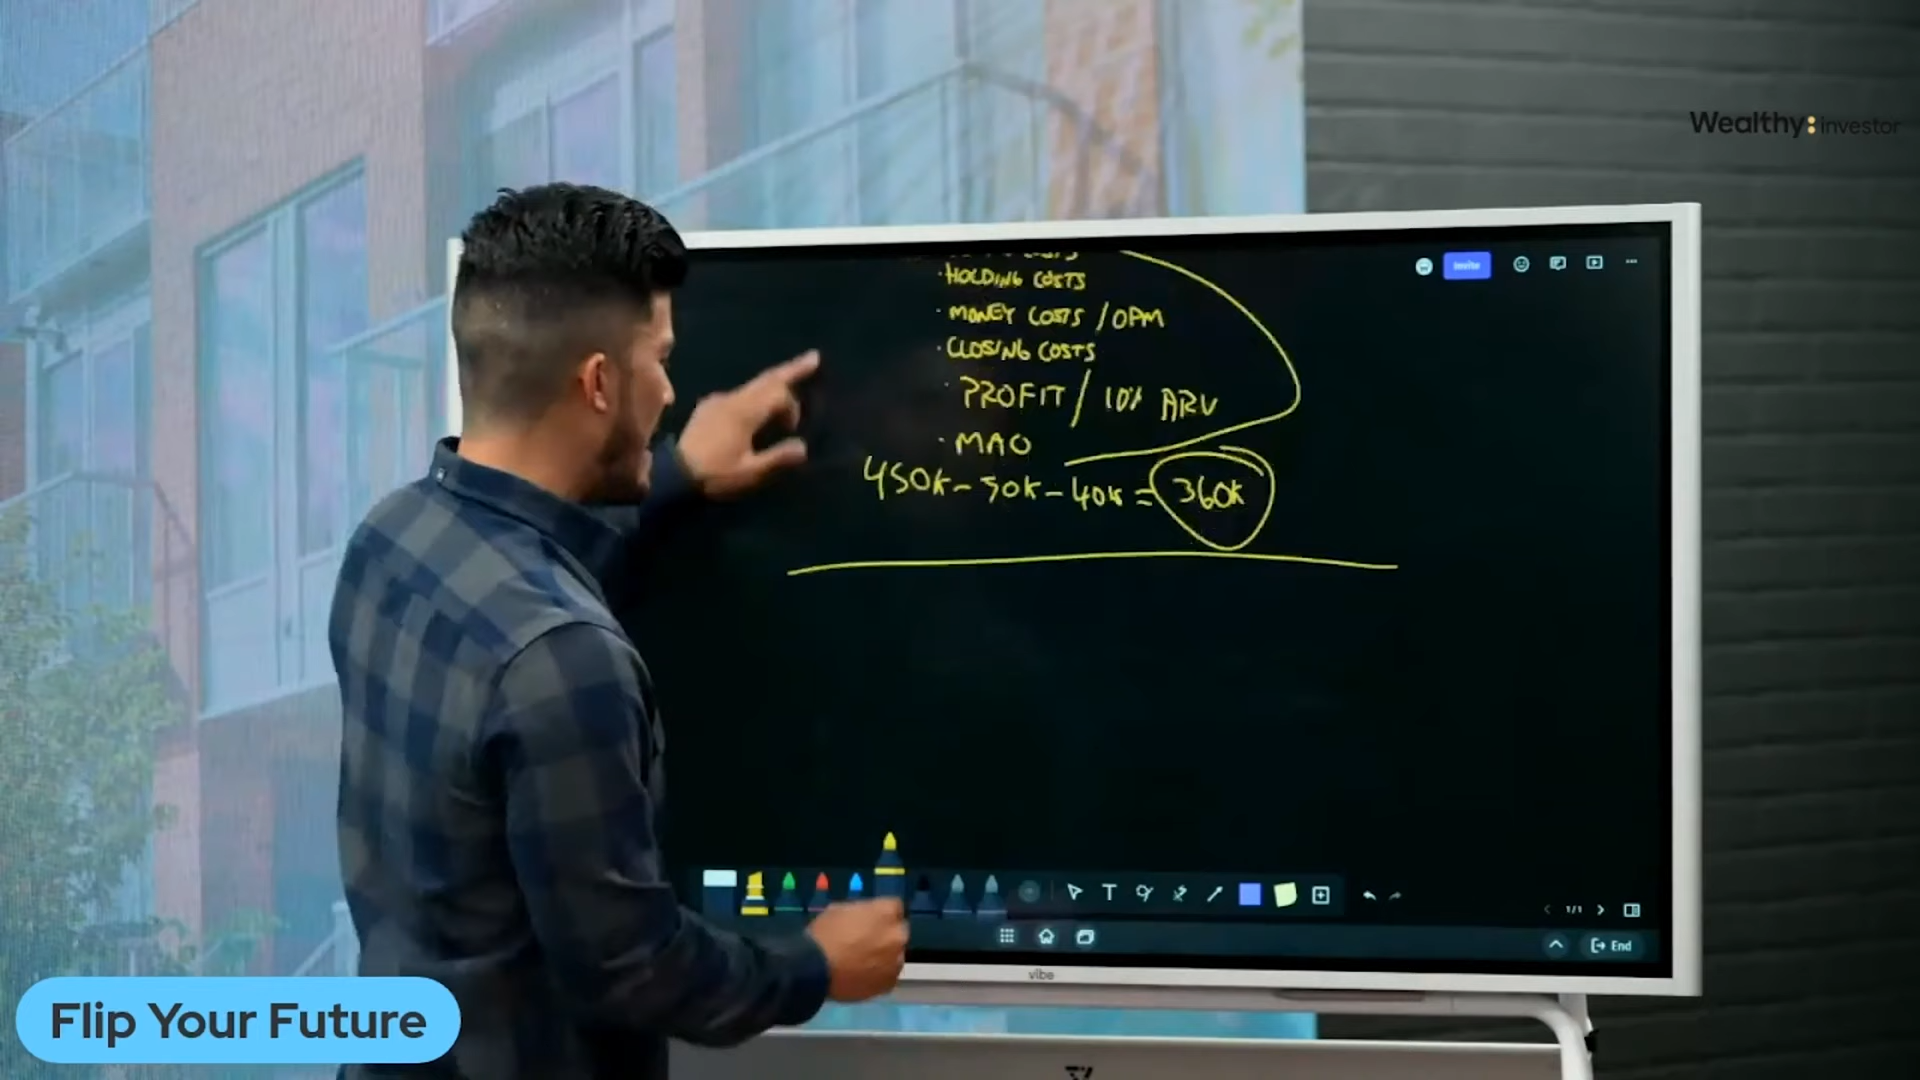 Wealthy:investor
Invite
· HOLDING COSTS
· MONEY COSTS / OPM
· CLOSING COSTS
· PROFIT / 10% ARV
· MAO
450K - 50K - 40K = 360K
T
1/1
End
vibe
Flip Your Future